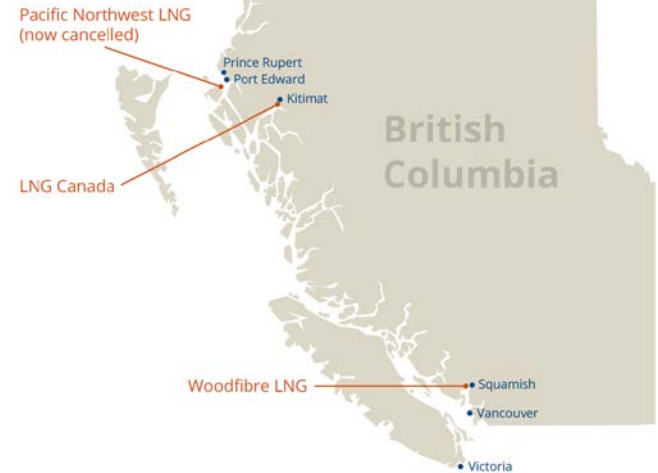 Pacific Northwest LNG
(now cancelled)
Prince Rupert
Port Edward
Kitimat
British
Columbia
LNG Canada
Woodfibre LNG
Squamish
Vancouver
Victoria